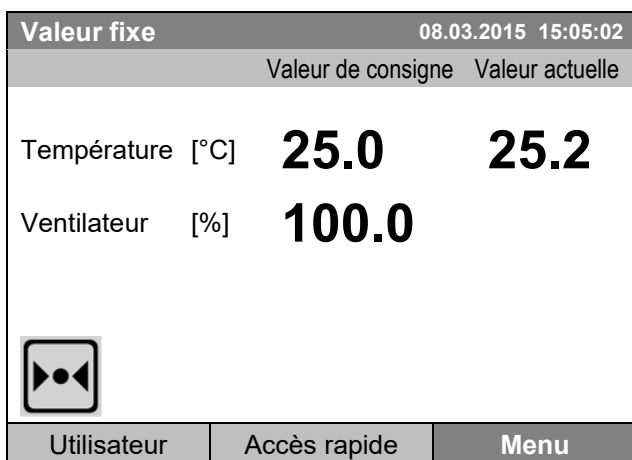 Valeur fixe 08.03.2015 15:05:02
Valeur de consigne Valeur actuelle
Température [°C] 25.0 25.2
Ventilateur [%] 100.0
Utilisateur Accès rapide Menu